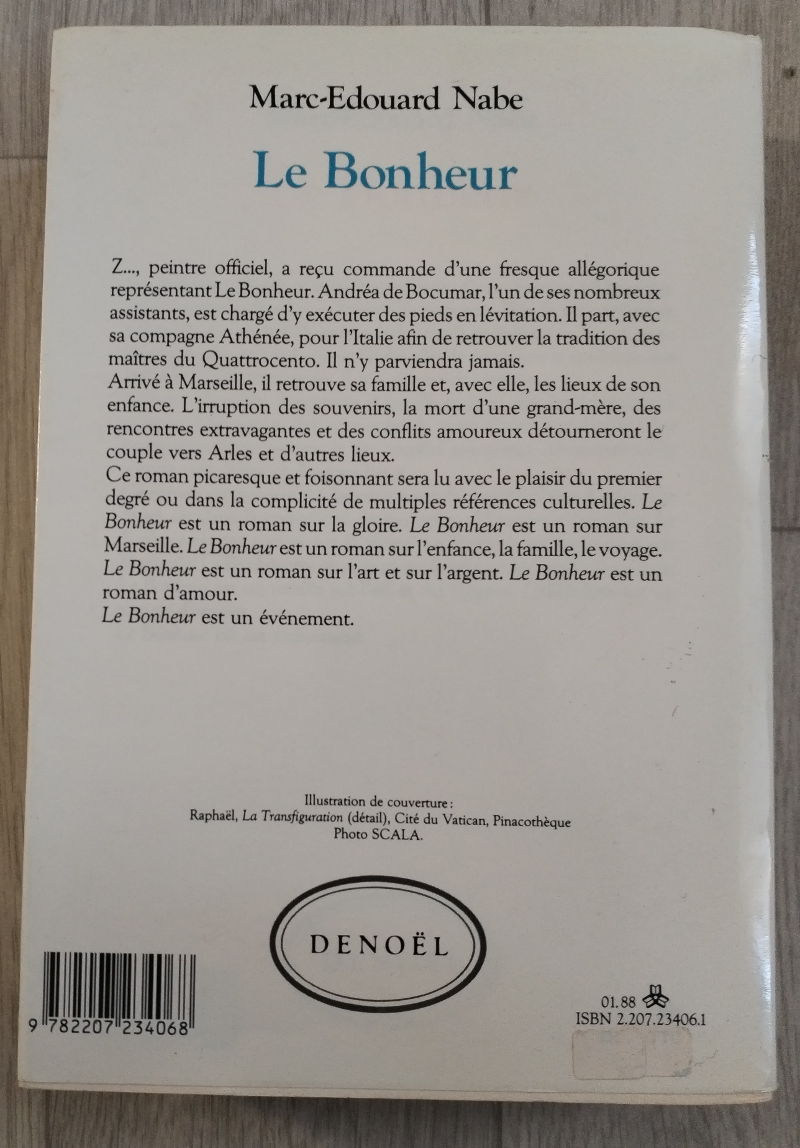 Marc-Edouard Nabe
Le Bonheur
Z..., peintre officiel, a reçu commande d'une fresque allégorique
représentant Le Bonheur. Andréa de Bocumar, l'un de ses nombreux
assistants, est chargé d'y exécuter des pieds en lévitation. Il part, avec
sa compagne Athénée, pour l'Italie afin de retrouver la tradition des
maîtres du Quattrocento. Il n'y parviendra jamais.
Arrivé à Marseille, il retrouve sa famille et, avec elle, les lieux de son
enfance. L'irruption des souvenirs, la mort d'une grand-mère, des
rencontres extravagantes et des conflits amoureux détourneront le
couple vers Arles et d'autres lieux.
Ce roman picaresque et foisonnant sera lu avec le plaisir du premier
degré ou dans la complicité de multiples références culturelles. Le
Bonheur est un roman sur la gloire. Le Bonheur est un roman sur
Marseille. Le Bonheur est un roman sur l'enfance, la famille, le voyage.
Le Bonheur est un roman sur l'art et sur l'argent. Le Bonheur est un
roman d'amour.
Le Bonheur est un événement.
Illustration de couverture :
Raphaël, La Transfiguration (détail), Cité du Vatican, Pinacothèque
Photo SCALA.
DENOËL
9 782207 234068
01.88
ISBN 2.207.23406.1